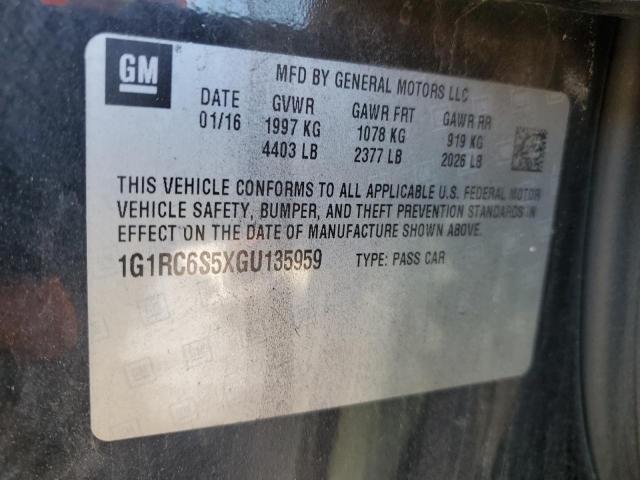 GM
MFD BY GENERAL MOTORS LLC
DATE GVWR GAWR FRT GAWR RR
01/16 1997 KG 1078 KG 919 KG
4403 LB 2377 LB 2026 LB
THIS VEHICLE CONFORMS TO ALL APPLICABLE U.S. FEDERAL MOTOR
VEHICLE SAFETY, BUMPER, AND THEFT PREVENTION STANDARDS IN
EFFECT ON THE DATE OF MANUFACTURE SHOWN ABOVE.
1G1RC6S5XGU135959 TYPE: PASS CAR